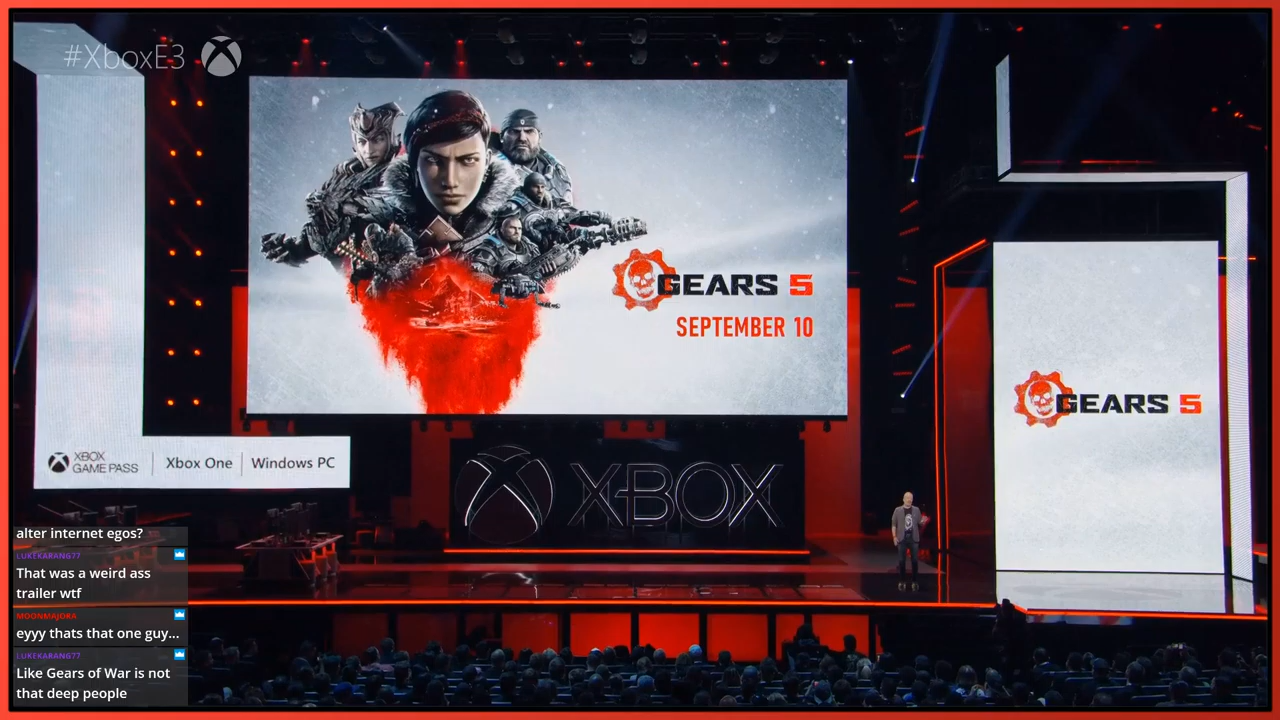 #XboxE3
GEARS 5
SEPTEMBER 10
GEARS 5
XBOX
GAME PASS
Xbox One
Windows PC
XBOX
alter internet egos?
LUKEKARANG77
That was a weird ass
trailer wtf
MOONMAJORA
eyyy thats that one guy...
LUKEKARANG77
Like Gears of War is not
that deep people